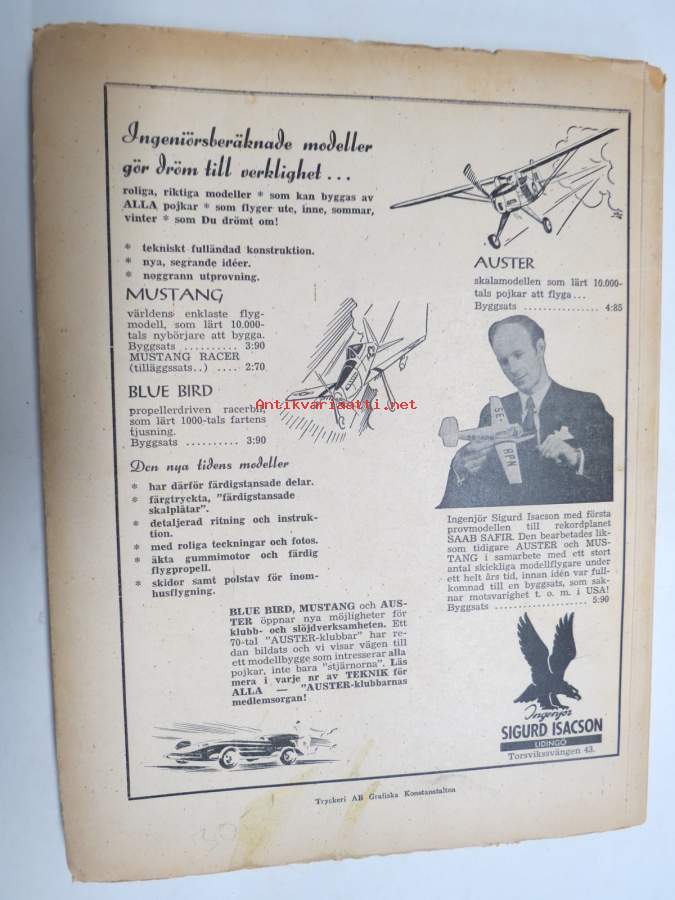 Ingeniörsberäknade modeller
gör dröm till verklighet ...
roliga, riktiga modeller * som kan byggas av
ALLA pojkar * som flyger ute, inne, sommar,
vinter * som Du drömt om!
* tekniskt fulländad konstruktion.
* nya, segrande idéer.
* noggrann utprovning.
MUSTANG
världens enklaste flyg-
modell, som lärt 10.000-
tals nybörjare att bygga.
Byggsats .......... 3:90
MUSTANG RACER
(tilläggssats..) .... 2:70
BLUE BIRD
propellerdriven racerbil,
som lärt 1000-tals fartens
tjusning.
Byggsats .......... 3:90
Den nya tidens modeller
* har därför färdigstansade delar.
* färgtryckta, "färdigstansade
skalplåtar".
* detaljerad ritning och instruk-
tion.
* med roliga teckningar och fotos.
* äkta gummimotor och färdig
flygpropell.
* skidor samt polstav för inom-
husflygning.
AUSTER
skalamodellen som lärt 10.000-
tals pojkar att flyga...
Byggsats ............ 4:85
SE-
BPN
Antikvariaatti.net
Ingenjör Sigurd Isacson med första
provmodellen till rekordplanet
SAAB SAFIR. Den bearbetades lik-
som tidigare AUSTER och MUS-
TANG i samarbete med ett stort
antal skickliga modellflygare under
ett helt års tid, innan idén var full-
komnad till en byggsats, som sak-
nar motsvarighet t. o. m. i USA!
Byggsats .................... 5:90
BLUE BIRD, MUSTANG och AUS-
TER öppnar nya möjligheter för
klubb- och slöjdverksamheten. Ett
70-tal "AUSTER-klubbar" har re-
dan bildats och vi visar vägen till
ett modellbygge som intresserar alla
pojkar, inte bara "stjärnorna". Läs
mera i varje nr av TEKNIK för
ALLA — "AUSTER-klubbarnas
medlemsorgan!
Ingenjör
SIGURD ISACSON
LIDINGÖ
Torsvikssvängen 43.
Tryckeri AB Grafiska Konstanstalten